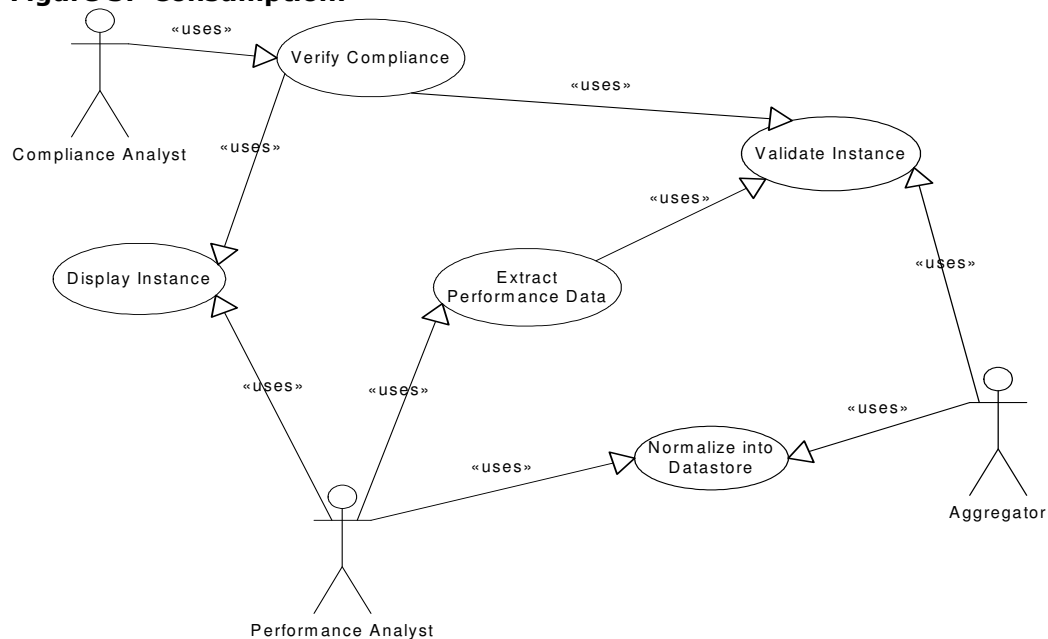 «uses»
Verify Compliance
«uses»
Compliance Analyst
«uses»
Validate Instance
«uses»
Display Instance
Extract
Performance Data
«uses»
«uses»
«uses»
«uses»
Normalize into
Datastore
«uses»
Aggregator
Performance Analyst